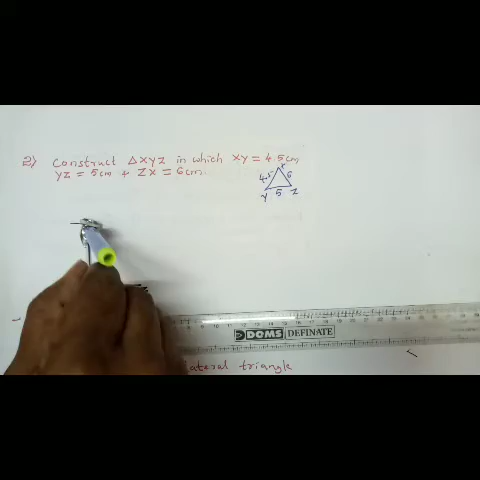 2) Construct ΔXYZ in which XY = 4.5cm
YZ = 5cm + ZX = 6cm.
X
4.5 6
Y 5 Z
DOMS DEFINATE
lateral triangle